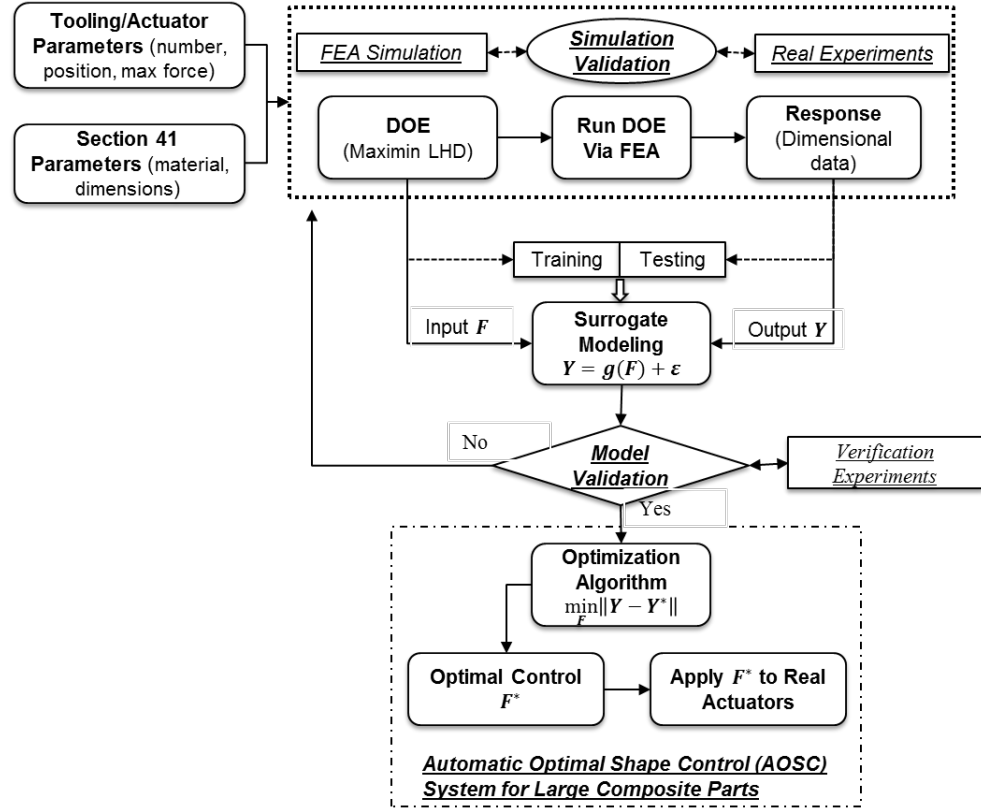 Tooling/Actuator
Parameters (number,
position, max force)
Section 41
Parameters (material,
dimensions)
FEA Simulation
Simulation
Validation
Real Experiments
DOE
(Maximin LHD)
Run DOE
Via FEA
Response
(Dimensional
data)
Training
Testing
Input F
Surrogate
Modeling
Y = g(F) + ε
Output Y
No
Model
Validation
Verification
Experiments
Yes
Optimization
Algorithm
min‖Y − Y*‖
F
Optimal Control
F*
Apply F* to Real
Actuators
Automatic Optimal Shape Control (AOSC)
System for Large Composite Parts